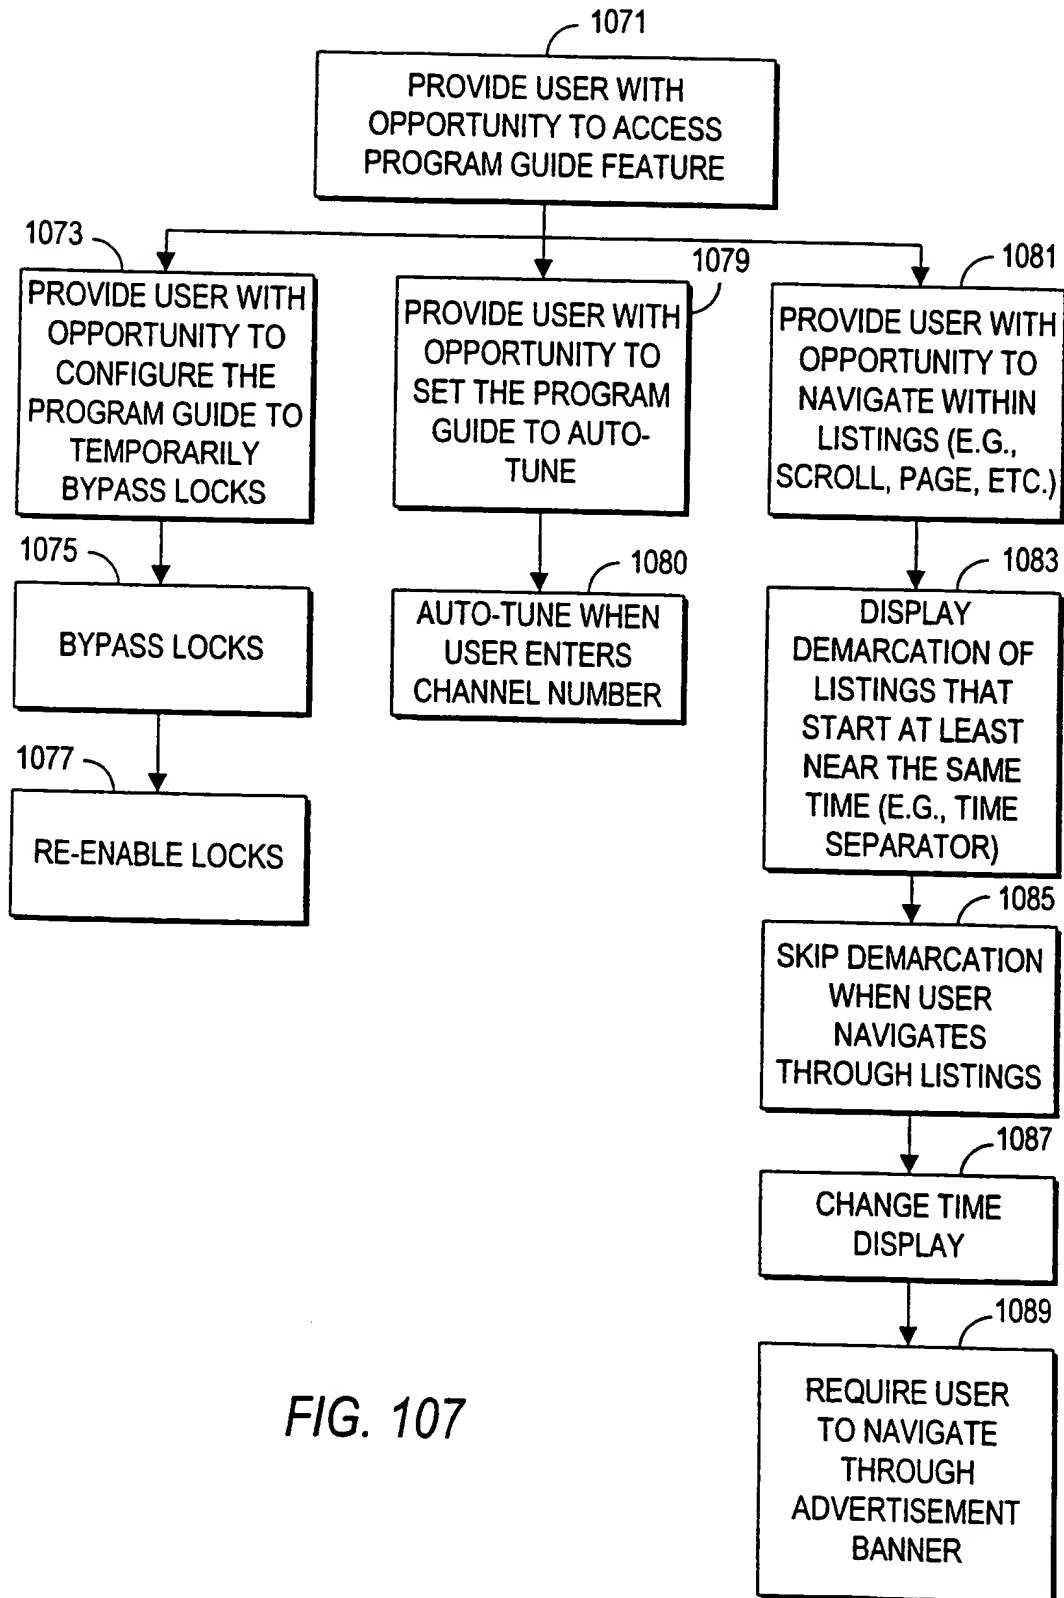 1071
PROVIDE USER WITH
OPPORTUNITY TO ACCESS
PROGRAM GUIDE FEATURE
1073
PROVIDE USER WITH
OPPORTUNITY TO
CONFIGURE THE
PROGRAM GUIDE TO
TEMPORARILY
BYPASS LOCKS
1075
BYPASS LOCKS
1077
RE-ENABLE LOCKS
1079
PROVIDE USER WITH
OPPORTUNITY TO
SET THE PROGRAM
GUIDE TO AUTO-
TUNE
1080
AUTO-TUNE WHEN
USER ENTERS
CHANNEL NUMBER
1081
PROVIDE USER WITH
OPPORTUNITY TO
NAVIGATE WITHIN
LISTINGS (E.G.,
SCROLL, PAGE, ETC.)
1083
DISPLAY
DEMARCATION OF
LISTINGS THAT
START AT LEAST
NEAR THE SAME
TIME (E.G., TIME
SEPARATOR)
1085
SKIP DEMARCATION
WHEN USER
NAVIGATES
THROUGH LISTINGS
1087
CHANGE TIME
DISPLAY
1089
REQUIRE USER
TO NAVIGATE
THROUGH
ADVERTISEMENT
BANNER
FIG. 107